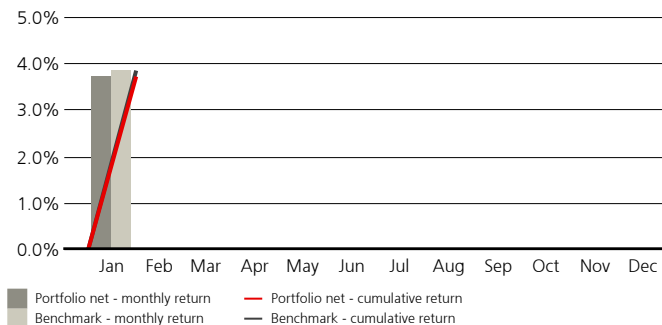 5.0%
4.0%
3.0%
2.0%
1.0%
0.0%
Jan Feb Mar Apr May Jun Jul Aug Sep Oct Nov Dec
Portfolio net - monthly return Portfolio net - cumulative return
Benchmark - monthly return Benchmark - cumulative return